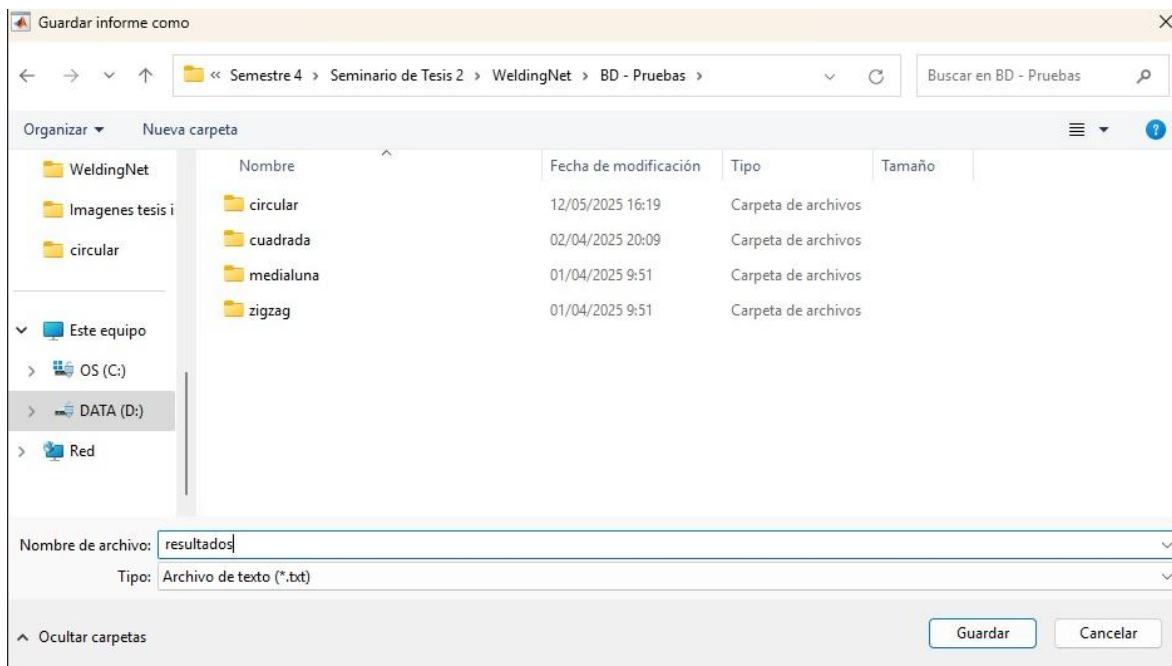 Guardar informe como
« Semestre 4 > Seminario de Tesis 2 > WeldingNet > BD - Pruebas >
Buscar en BD - Pruebas
Organizar
Nueva carpeta
WeldingNet
Imagenes tesis i
circular
Este equipo
OS (C:)
DATA (D:)
Red
Nombre Fecha de modificación Tipo Tamaño
circular 12/05/2025 16:19 Carpeta de archivos
cuadrada 02/04/2025 20:09 Carpeta de archivos
medialuna 01/04/2025 9:51 Carpeta de archivos
zigzag 01/04/2025 9:51 Carpeta de archivos
Nombre de archivo: resultados
Tipo: Archivo de texto (*.txt)
Ocultar carpetas
Guardar
Cancelar